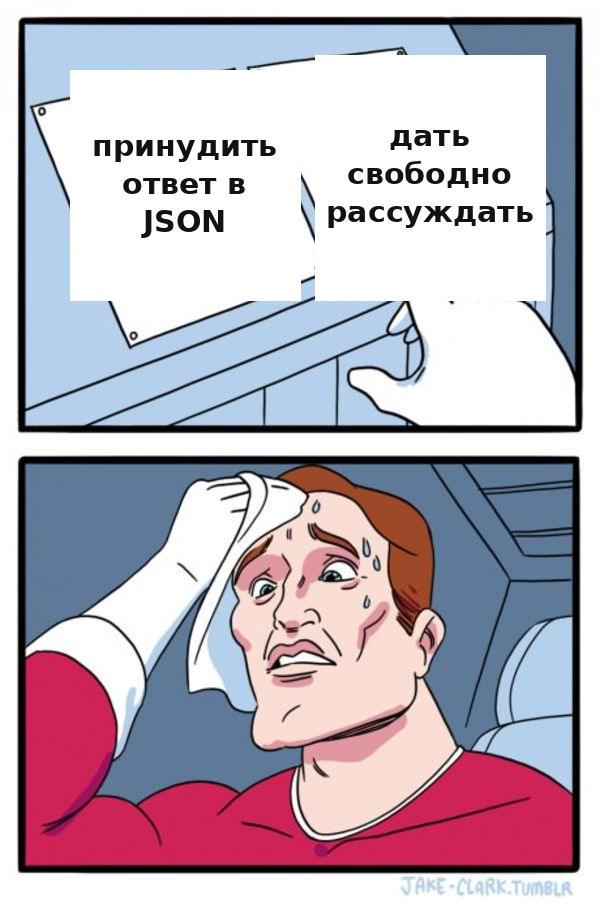 принудить
ответ в
JSON
дать
свободно
рассуждать
JAKE-CLARK.TUMBLR